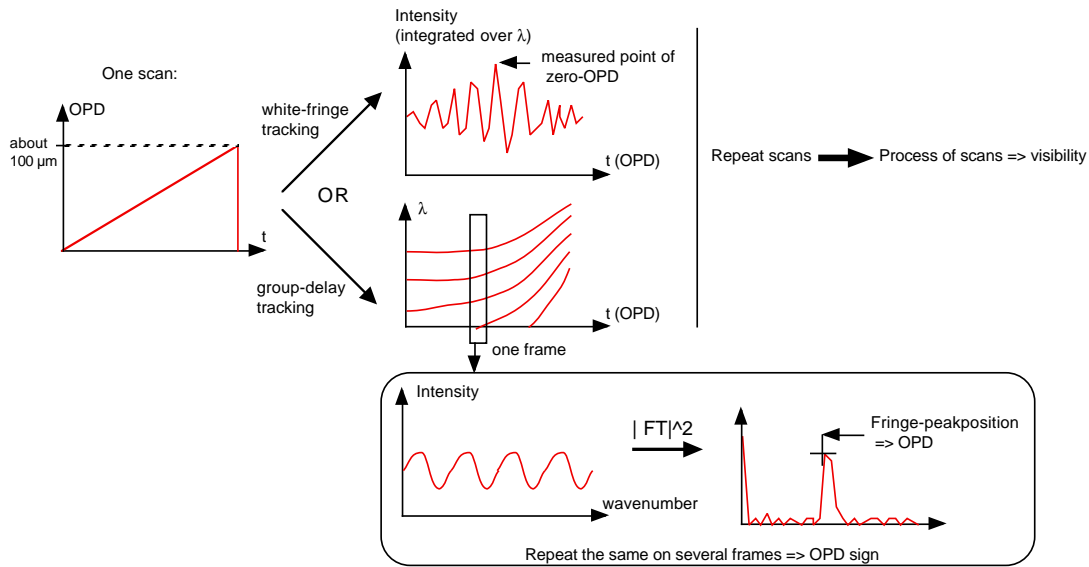 One scan:
OPD
about
100 µm
t
white-fringe
tracking
OR
group-delay
tracking
Intensity
(integrated over λ)
measured point of
zero-OPD
t (OPD)
λ
t (OPD)
one frame
Repeat scans
Process of scans => visibility
Intensity
wavenumber
| FT|^2
Fringe-peakposition
=> OPD
Repeat the same on several frames => OPD sign